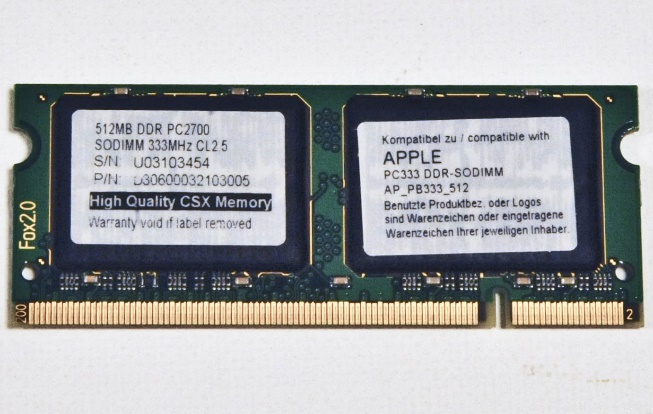 512MB DDR PC2700
SODIMM 333MHz CL2 5
S/N: U03103454
P/N: D30600032103005
High Quality CSX Memory
Warranty void if label removed
Kompatibel zu / compatible with
APPLE
PC333 DDR-SODIMM
AP_PB333_512
Benutzte Produktbez. oder Logos
sind Warenzeichen oder eingetragene
Warenzeichen Ihrer jeweiligen Inhaber.
Fox2.0
200
2